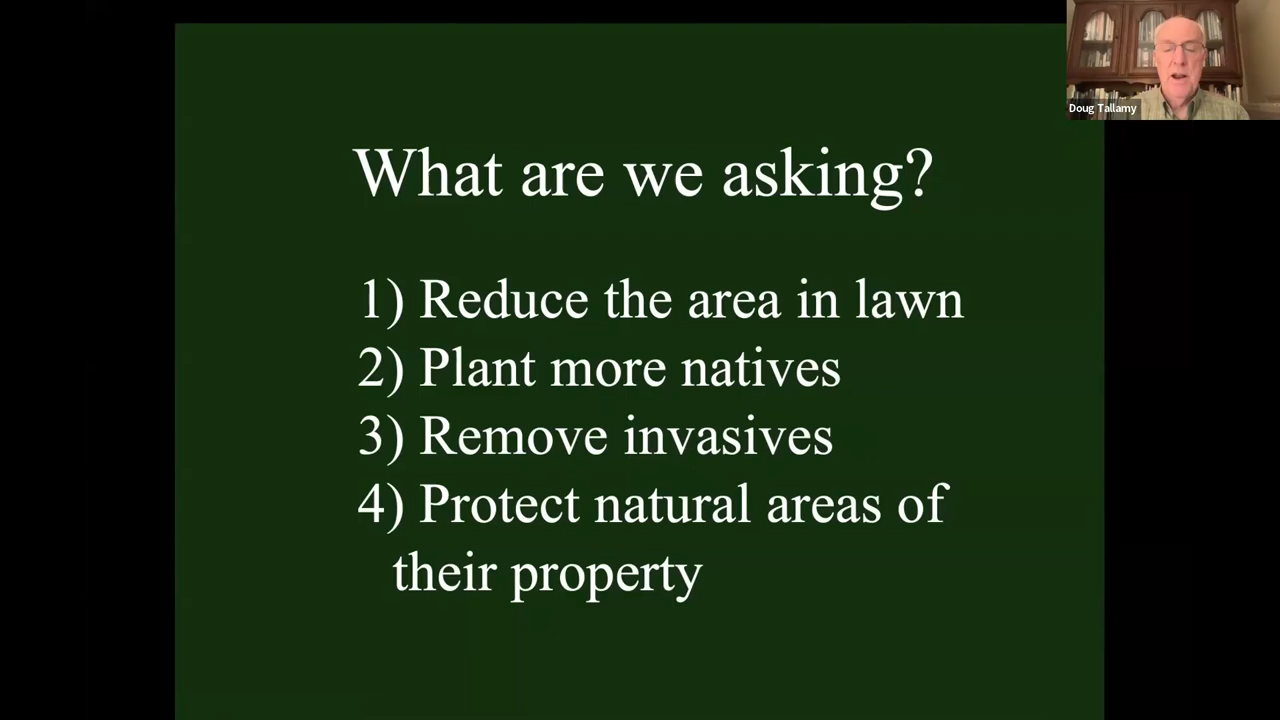 Doug Tallamy
What are we asking?
1) Reduce the area in lawn
2) Plant more natives
3) Remove invasives
4) Protect natural areas of
their property